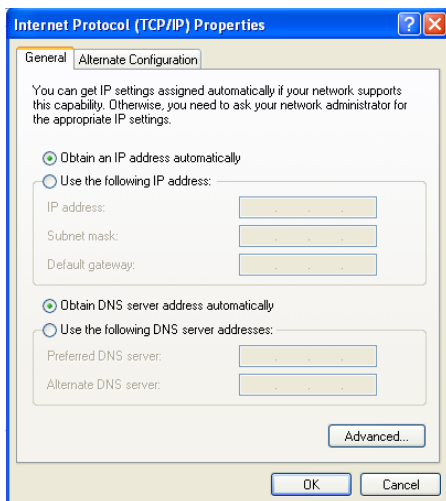 Internet Protocol (TCP/IP) Properties
General
Alternate Configuration
You can get IP settings assigned automatically if your network supports
this capability. Otherwise, you need to ask your network administrator for
the appropriate IP settings.
Obtain an IP address automatically
Use the following IP address:
IP address:
Subnet mask:
Default gateway:
Obtain DNS server address automatically
Use the following DNS server addresses:
Preferred DNS server:
Alternate DNS server:
Advanced...
OK
Cancel